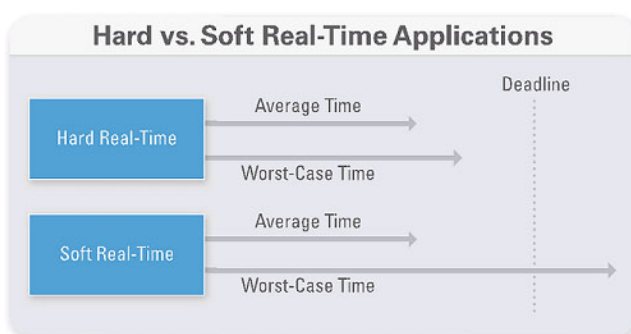 Hard vs. Soft Real-Time Applications
Deadline
Average Time
Hard Real-Time
Worst-Case Time
Average Time
Soft Real-Time
Worst-Case Time